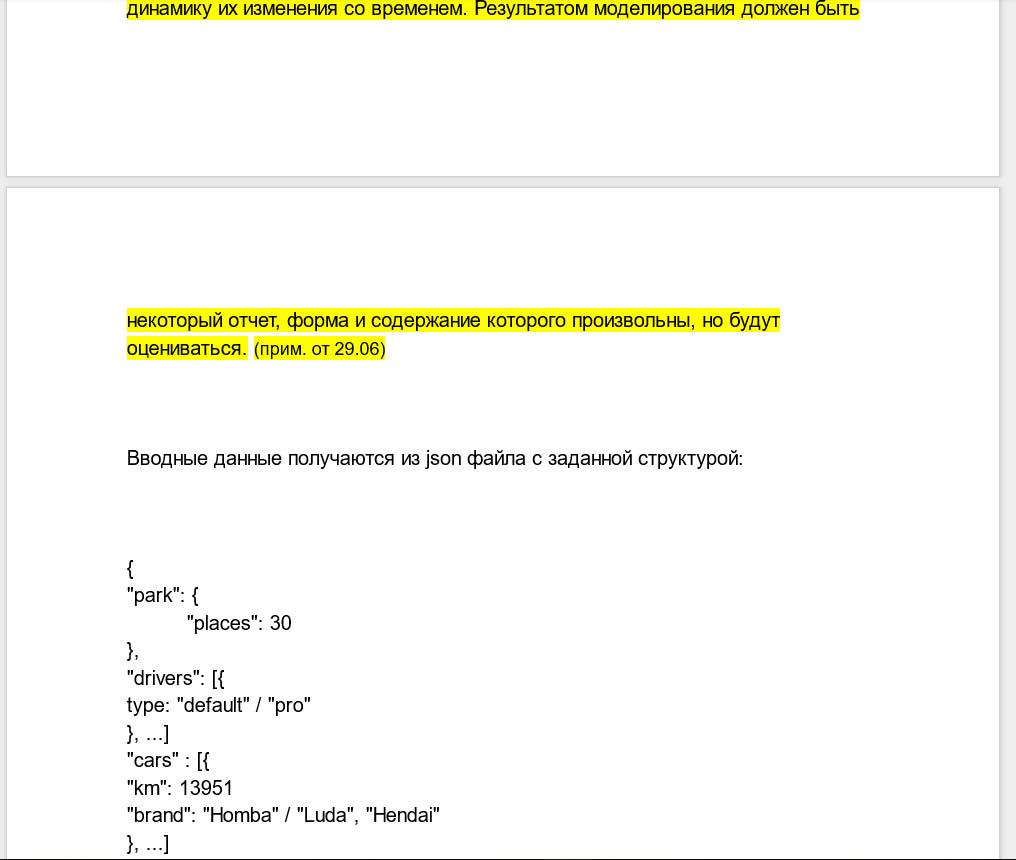 динамику их изменения со временем. Результатом моделирования должен быть
некоторый отчет, форма и содержание которого произвольны, но будут
оцениваться. (прим. от 29.06)
Вводные данные получаются из json файла с заданной структурой:
{
"park": {
"places": 30
},
"drivers": [{
type: "default" / "pro"
}, ...]
"cars" : [{
"km": 13951
"brand": "Homba" / "Luda", "Hendai"
}, ...]